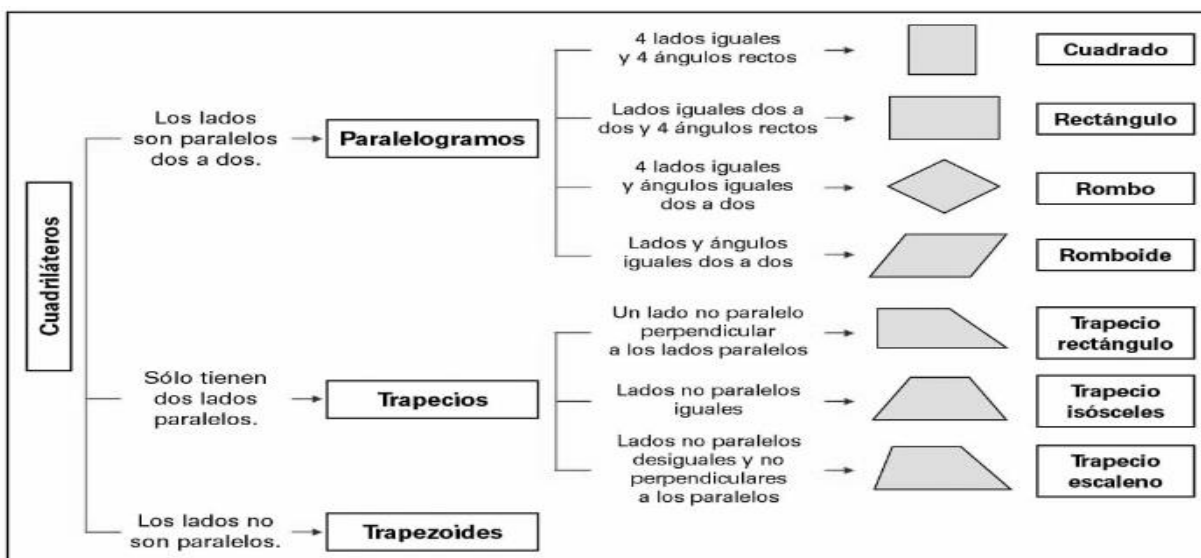 Cuadriláteros
Los lados
son paralelos
dos a dos.
Paralelogramos
4 lados iguales
y 4 ángulos rectos
Cuadrado
Lados iguales dos a
dos y 4 ángulos rectos
Rectángulo
4 lados iguales
y ángulos iguales
dos a dos
Rombo
Lados y ángulos
iguales dos a dos
Romboide
Sólo tienen
dos lados
paralelos.
Trapecios
Un lado no paralelo
perpendicular
a los lados paralelos
Trapecio
rectángulo
Lados no paralelos
iguales
Trapecio
isósceles
Lados no paralelos
desiguales y no
perpendiculares
a los paralelos
Trapecio
escaleno
Los lados no
son paralelos.
Trapezoides